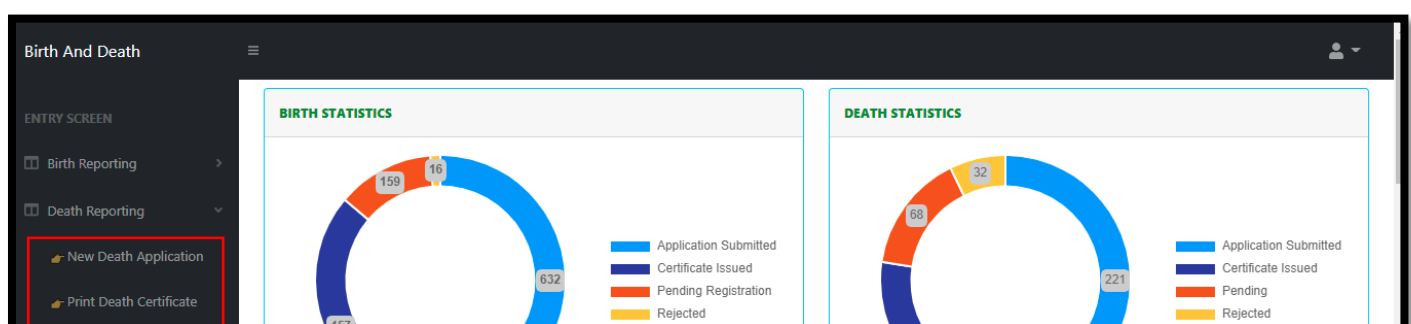 Birth And Death
ENTRY SCREEN
Birth Reporting
Death Reporting
New Death Application
Print Death Certificate
BIRTH STATISTICS
159
16
632
Application Submitted
Certificate Issued
Pending Registration
Rejected
DEATH STATISTICS
32
68
221
Application Submitted
Certificate Issued
Pending
Rejected